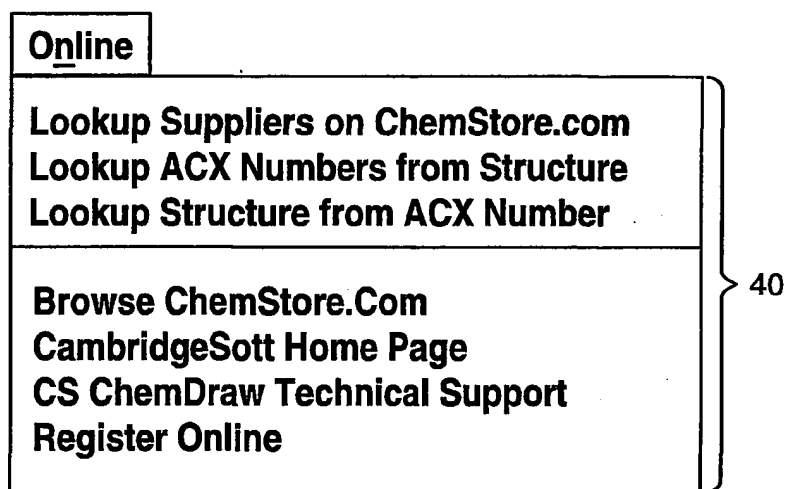 Online
Lookup Suppliers on ChemStore.com
Lookup ACX Numbers from Structure
Lookup Structure from ACX Number
Browse ChemStore.Com
CambridgeSott Home Page
CS ChemDraw Technical Support
Register Online
40